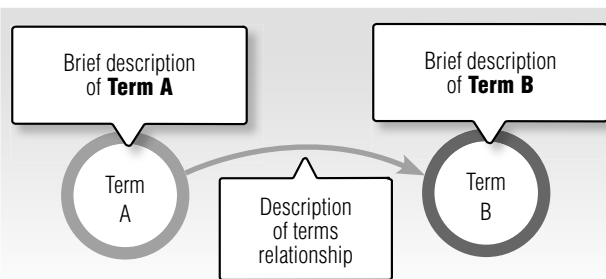 Brief description
of Term A
Brief description
of Term B
Term
A
Description
of terms
relationship
Term
B